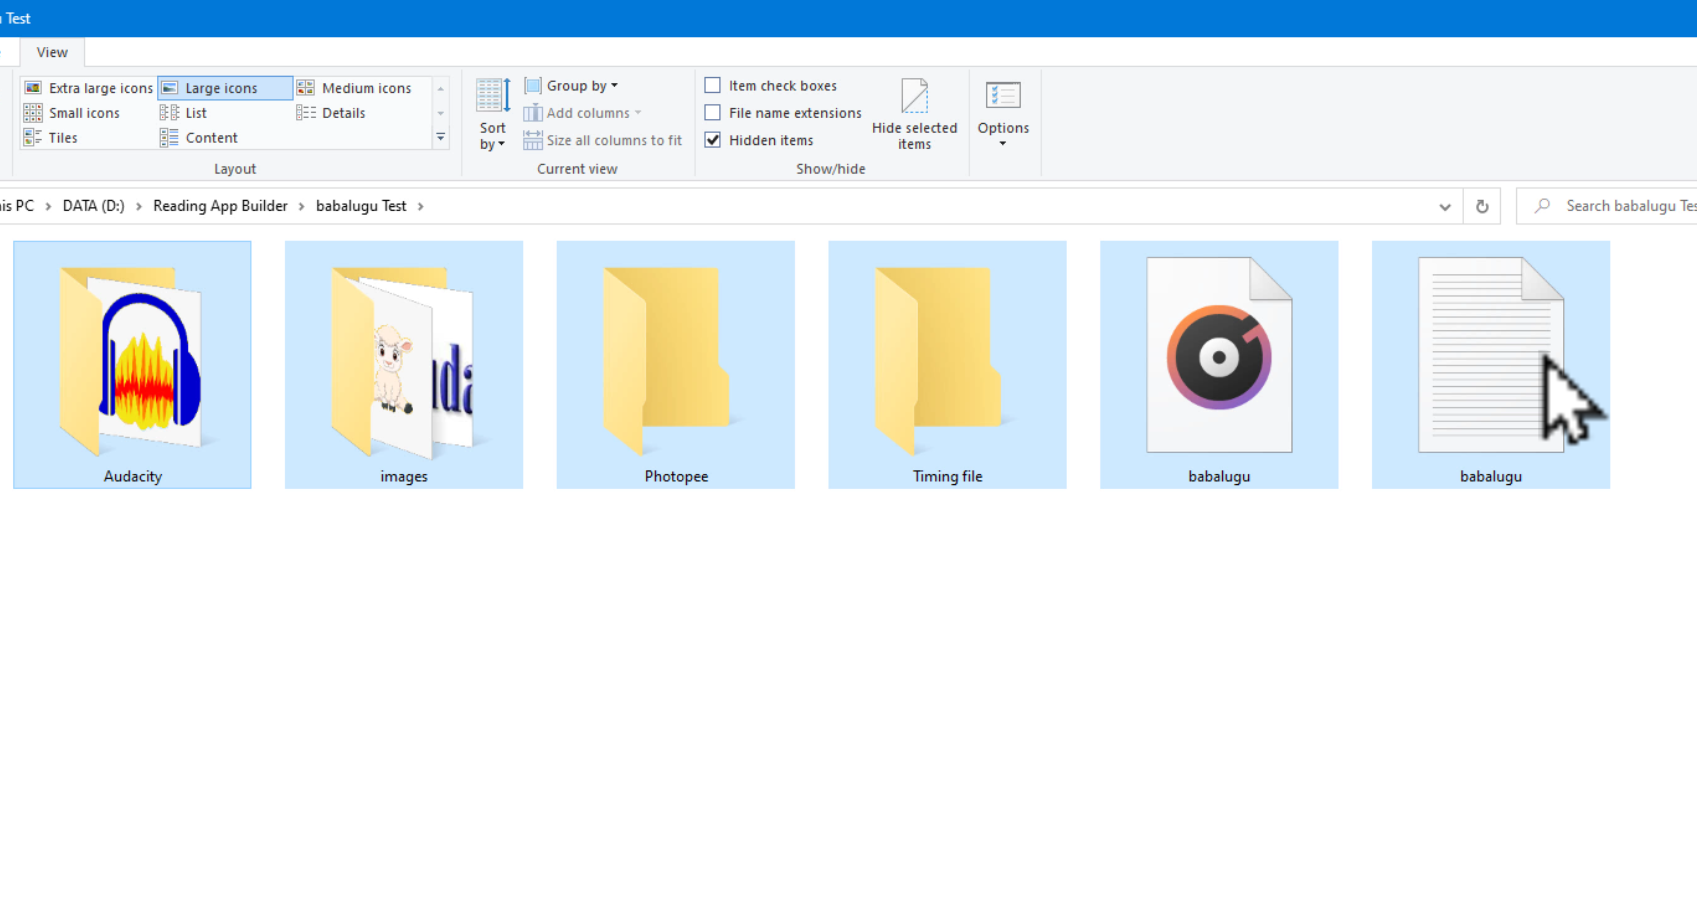 Test
View
Extra large icons Large icons Medium icons
Small icons List Details
Tiles Content
Layout
Sort by
Group by
Add columns
Size all columns to fit
Current view
Item check boxes
File name extensions
Hidden items
Hide selected items
Show/hide
Options
PC > DATA (D:) > Reading App Builder > babalugu Test >
Search babalugu
Audacity
images
Photopee
Timing file
babalugu
babalugu